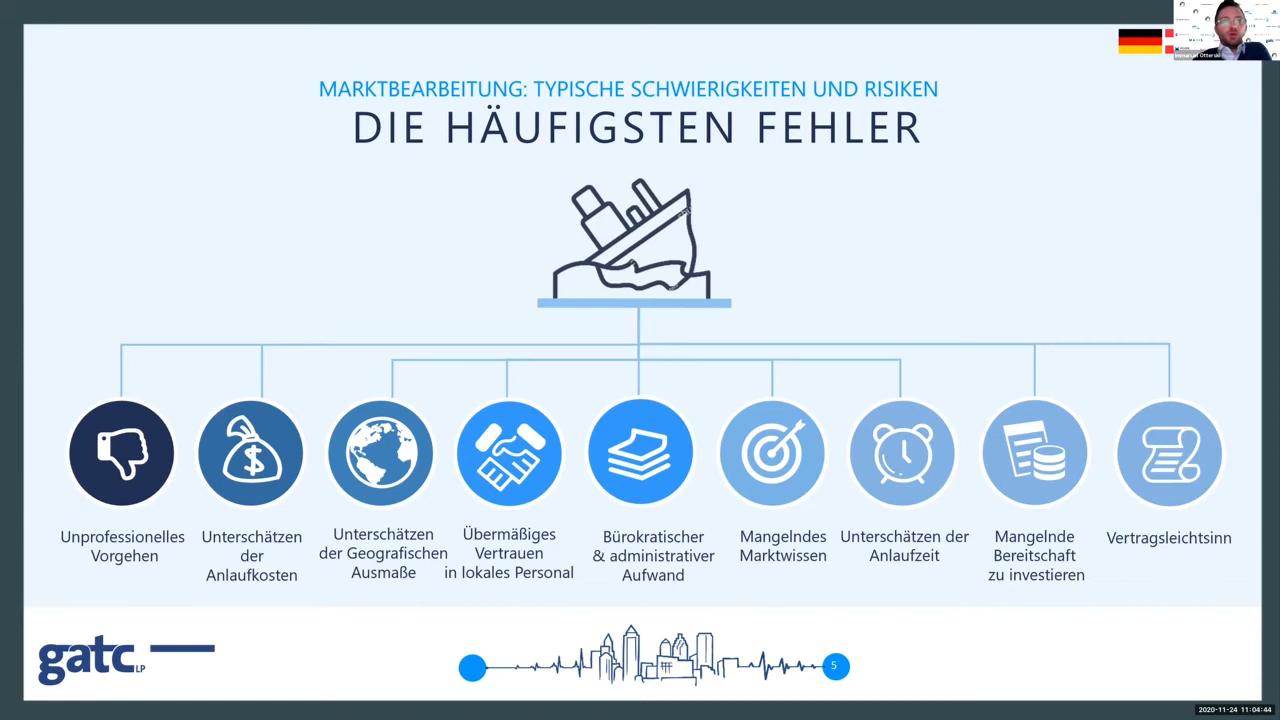 MARKTBEARBEITUNG: TYPISCHE SCHWIERIGKEITEN UND RISIKEN
DIE HÄUFIGSTEN FEHLER
Unprofessionelles
Vorgehen
Unterschätzen
der
Anlaufkosten
Unterschätzen
der Geografischen
Ausmaße
Übermäßiges
Vertrauen
in lokales Personal
Bürokratischer
& administrativer
Aufwand
Mangelndes
Marktwissen
Unterschätzen der
Anlaufzeit
Mangelnde
Bereitschaft
zu investieren
Vertragsleichtsinn
gatc LP
5
gatc
2020-11-24 11:04:44